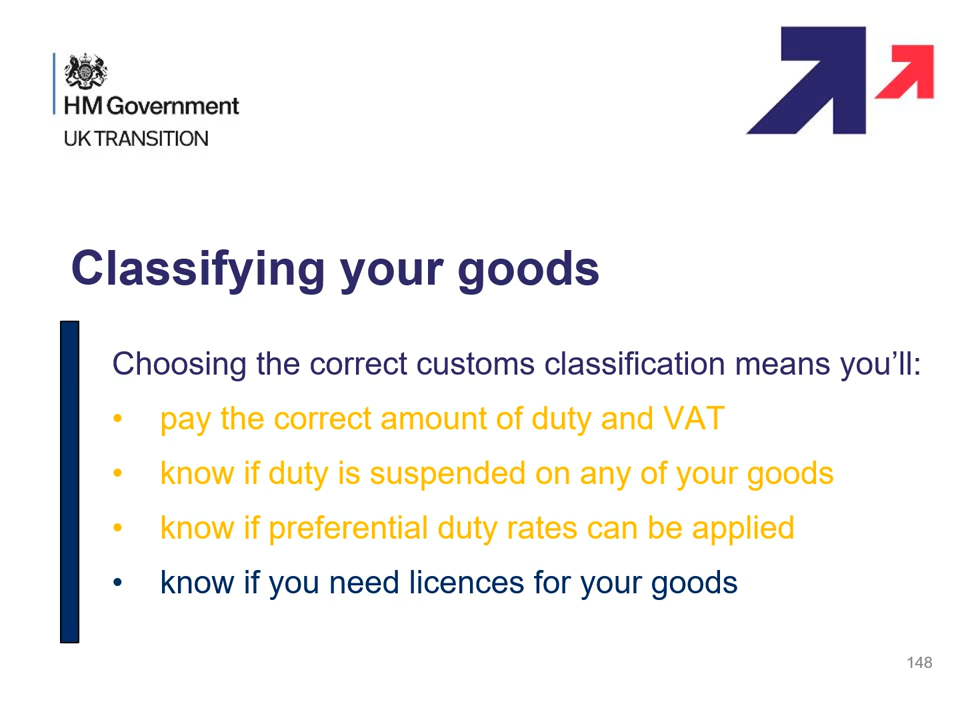 HM Government
UK TRANSITION
Classifying your goods
Choosing the correct customs classification means you’ll:
• pay the correct amount of duty and VAT
• know if duty is suspended on any of your goods
• know if preferential duty rates can be applied
• know if you need licences for your goods
148